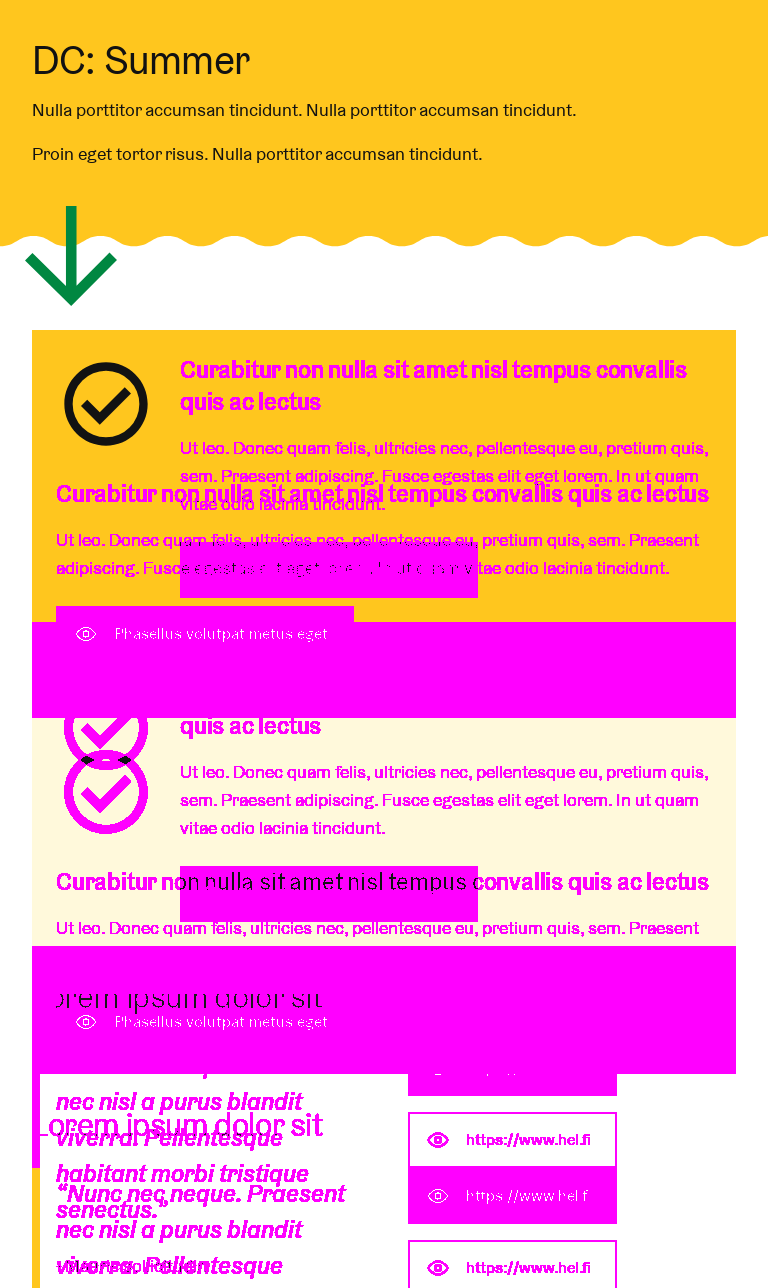 DC: Summer
Nulla porttitor accumsan tincidunt. Nulla porttitor accumsan tincidunt.
Proin eget tortor risus. Nulla porttitor accumsan tincidunt.
Curabitur non nulla sit amet nisl tempus convallis
quis ac lectus
Ut leo. Donec quam felis, ultricies nec, pellentesque eu, pretium quis,
sem. Praesent adipiscing. Fusce egestas elit eget lorem. In ut quam
Curabitur non nulla sit amet nisl tempus convallis quis ac lectus
vitae odio lacinia tincidunt.
Ut leo. Donec quam felis, ultricies nec, pellentesque eu, pretium quis, sem. Praesent
adipiscing. Fusce egestas elit eget lorem. In ut quam vitae odio lacinia tincidunt.
Phasellus volutpat metus eget
quis ac lectus
Ut leo. Donec quam felis, ultricies nec, pellentesque eu, pretium quis,
sem. Praesent adipiscing. Fusce egestas elit eget lorem. In ut quam
vitae odio lacinia tincidunt.
Curabitur non nulla sit amet nisl tempus convallis quis ac lectus
Ut leo. Donec quam felis, ultricies nec, pellentesque eu, pretium quis, sem. Praesent
orem ipsum dolor sit
Phasellus volutpat metus eget
nec nisl a purus blandit
Lorem ipsum dolor sit
viverra. Pellentesque
https://www.hel.fi
habitant morbi tristique
“Nunc nec neque. Praesent
https://www.hel.fi
senectus.”
nec nisl a purus blandit
viverra. Pellentesque
https://www.hel.fi